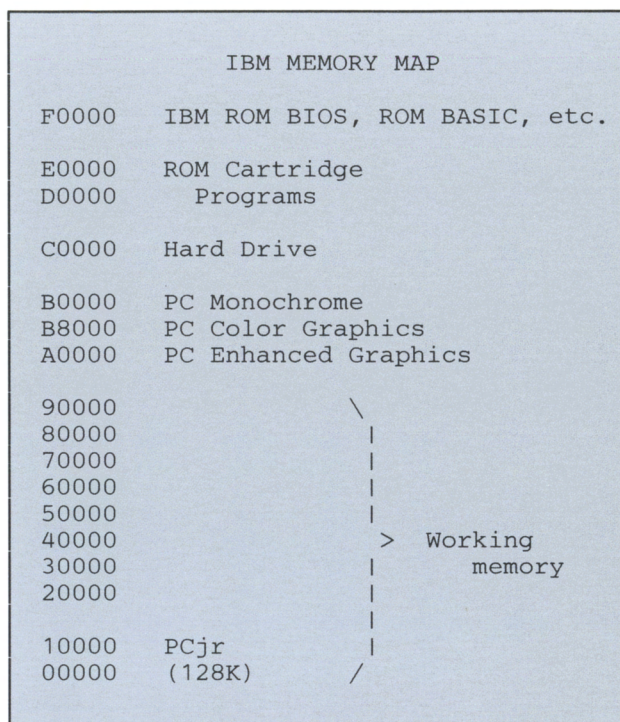 IBM MEMORY MAP
F0000 IBM ROM BIOS, ROM BASIC, etc.
E0000 ROM Cartridge
D0000 Programs
C0000 Hard Drive
B0000 PC Monochrome
B8000 PC Color Graphics
A0000 PC Enhanced Graphics
90000 \
80000 |
70000 |
60000 |
50000 |
40000 > Working
30000 | memory
20000 |
|
10000 PCjr |
00000 (128K) /